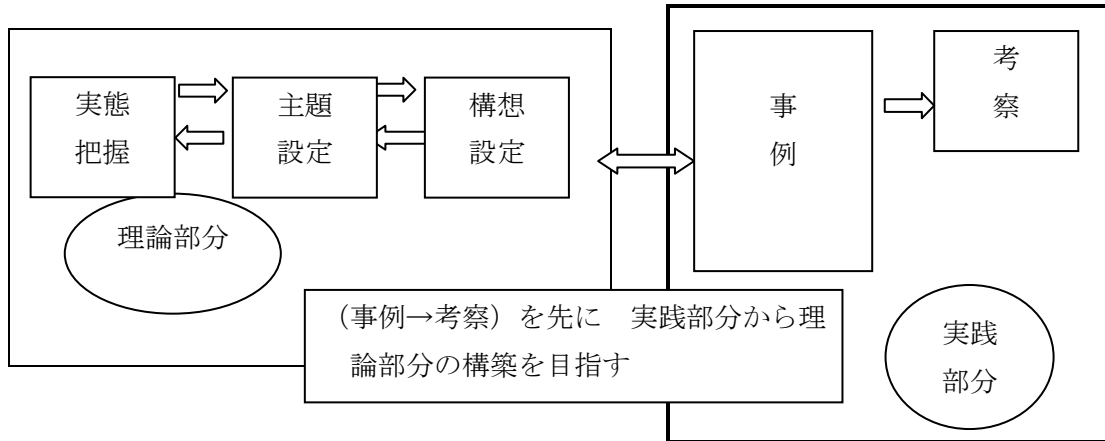 実態
把握
主題
設定
構想
設定
理論部分
事
例
考
察
（事例→考察）を先に　実践部分から理
論部分の構築を目指す
実践
部分